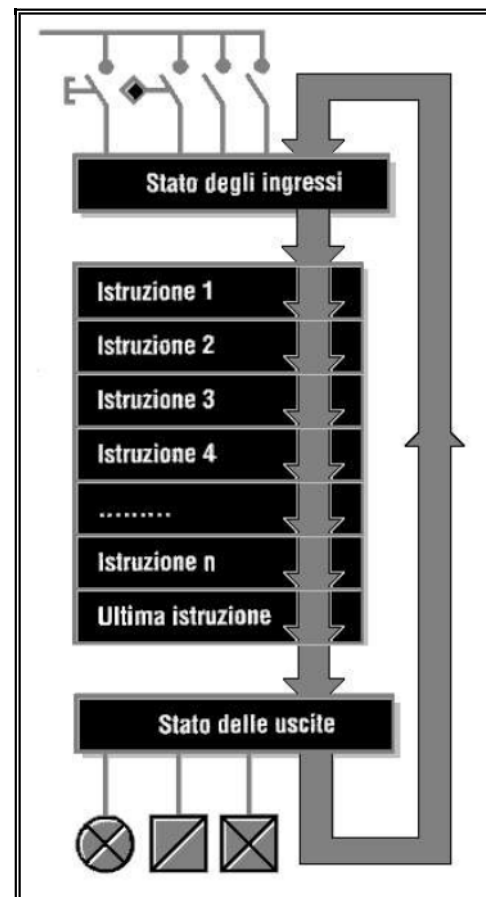 Stato degli ingressi
Istruzione 1
Istruzione 2
Istruzione 3
Istruzione 4
.........
Istruzione n
Ultima istruzione
Stato delle uscite